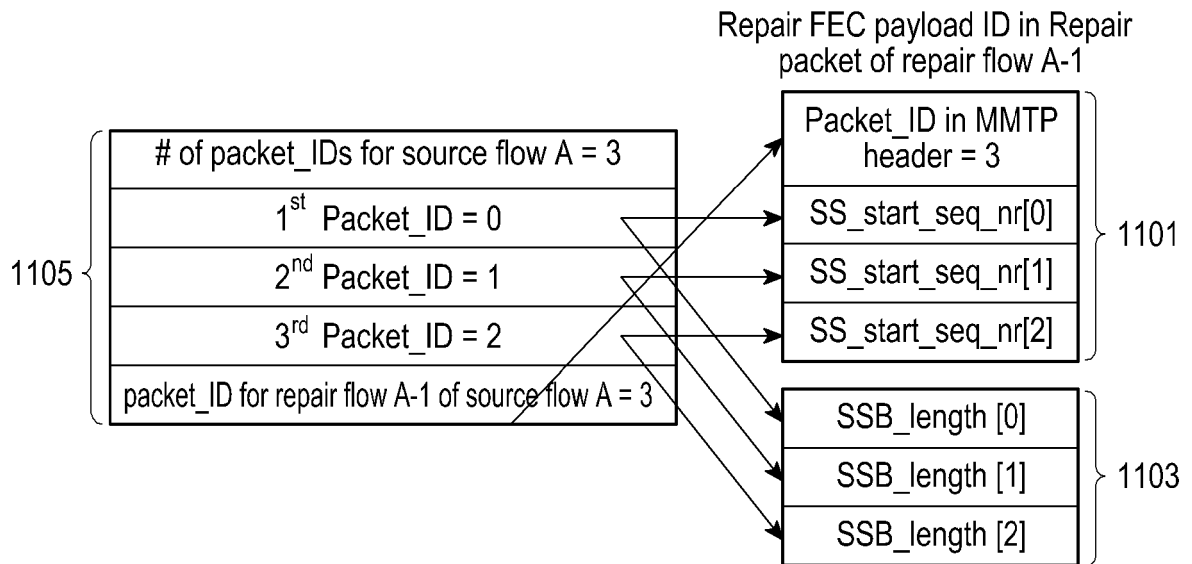 Repair FEC payload ID in Repair
packet of repair flow A-1
1105
# of packet_IDs for source flow A = 3
1st Packet_ID = 0
2nd Packet_ID = 1
3rd Packet_ID = 2
packet_ID for repair flow A-1 of source flow A = 3
Packet_ID in MMTP
header = 3
SS_start_seq_nr[0]
SS_start_seq_nr[1]
SS_start_seq_nr[2]
1101
SSB_length [0]
SSB_length [1]
SSB_length [2]
1103